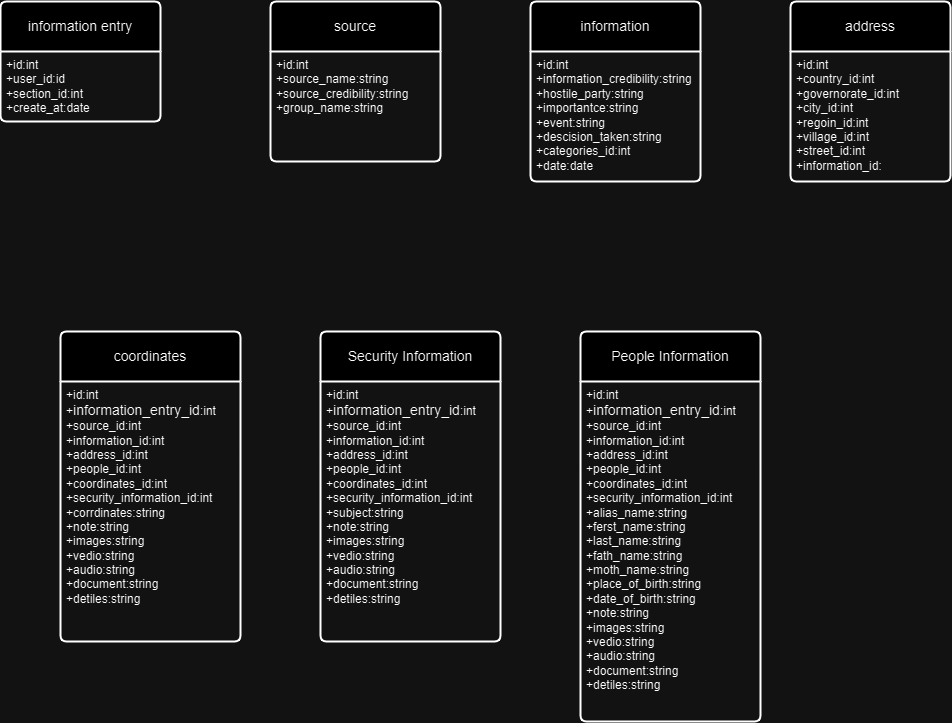 information entry
+id:int
+user_id:id
+section_id:int
+create_at:date
source
+id:int
+source_name:string
+source_credibility:string
+group_name:string
information
+id:int
+information_credibility:string
+hostile_party:string
+importantce:string
+event:string
+descision_taken:string
+categories_id:int
+date:date
address
+id:int
+country_id:int
+governorate_id:int
+city_id:int
+regoin_id:int
+village_id:int
+street_id:int
+information_id:
coordinates
+id:int
+information_entry_id:int
+source_id:int
+information_id:int
+address_id:int
+people_id:int
+coordinates_id:int
+security_information_id:int
+corrdinates:string
+note:string
+images:string
+vedio:string
+audio:string
+document:string
+detiles:string
Security Information
+id:int
+information_entry_id:int
+source_id:int
+information_id:int
+address_id:int
+people_id:int
+coordinates_id:int
+security_information_id:int
+subject:string
+note:string
+images:string
+vedio:string
+audio:string
+document:string
+detiles:string
People Information
+id:int
+information_entry_id:int
+source_id:int
+information_id:int
+address_id:int
+people_id:int
+coordinates_id:int
+security_information_id:int
+alias_name:string
+ferst_name:string
+last_name:string
+fath_name:string
+moth_name:string
+place_of_birth:string
+date_of_birth:string
+note:string
+images:string
+vedio:string
+audio:string
+document:string
+detiles:string